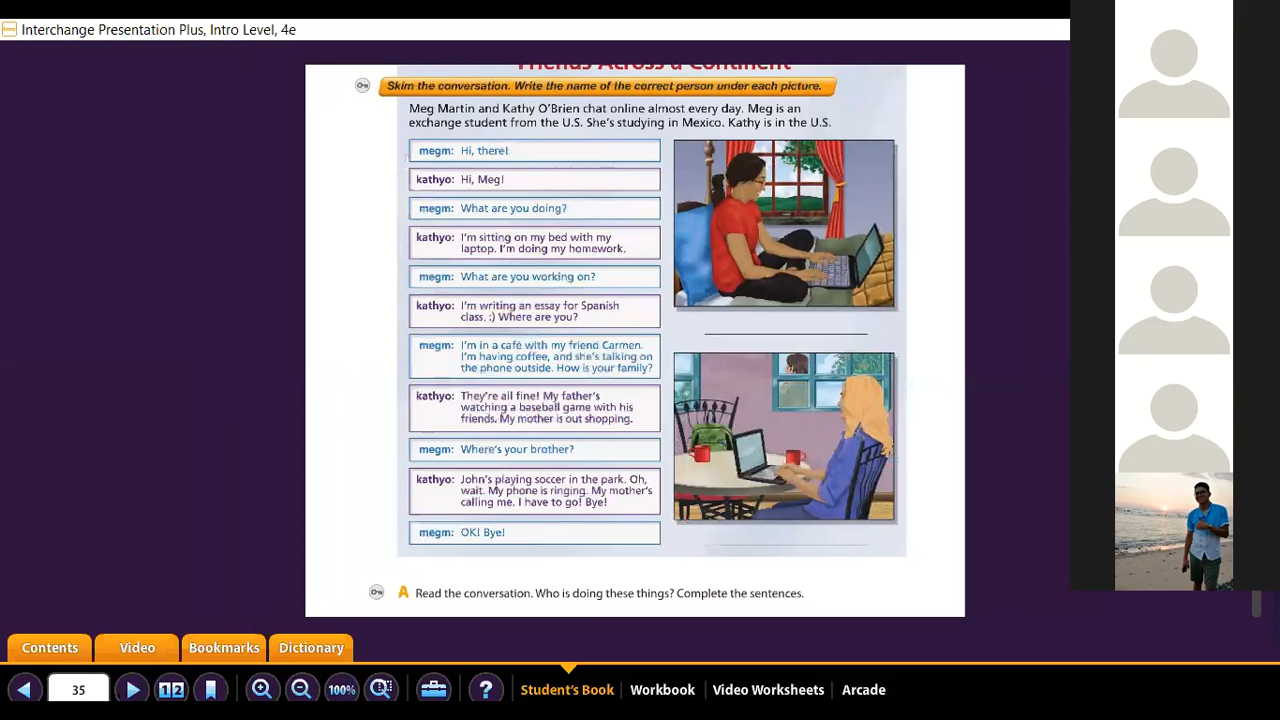 Interchange Presentation Plus, Intro Level, 4e
Friends Across a Continent
Skim the conversation. Write the name of the correct person under each picture.
Meg Martin and Kathy O'Brien chat online almost every day. Meg is an
exchange student from the U.S. She's studying in Mexico. Kathy is in the U.S.
megm: Hi, there!
kathyo: Hi, Meg!
megm: What are you doing?
kathyo: I'm sitting on my bed with my
laptop. I'm doing my homework.
megm: What are you working on?
kathyo: I'm writing an essay for Spanish
class. :) Where are you?
megm: I'm in a café with my friend Carmen.
I'm having coffee, and she's talking on
the phone outside. How is your family?
kathyo: They're all fine! My father's
watching a baseball game with his
friends. My mother is out shopping.
megm: Where's your brother?
kathyo: John's playing soccer in the park. Oh,
wait. My phone is ringing. My mother's
calling me. I have to go! Bye!
megm: OK! Bye!
A Read the conversation. Who is doing these things? Complete the sentences.
Contents Video Bookmarks Dictionary
35 12 100% ? Student's Book Workbook Video Worksheets Arcade